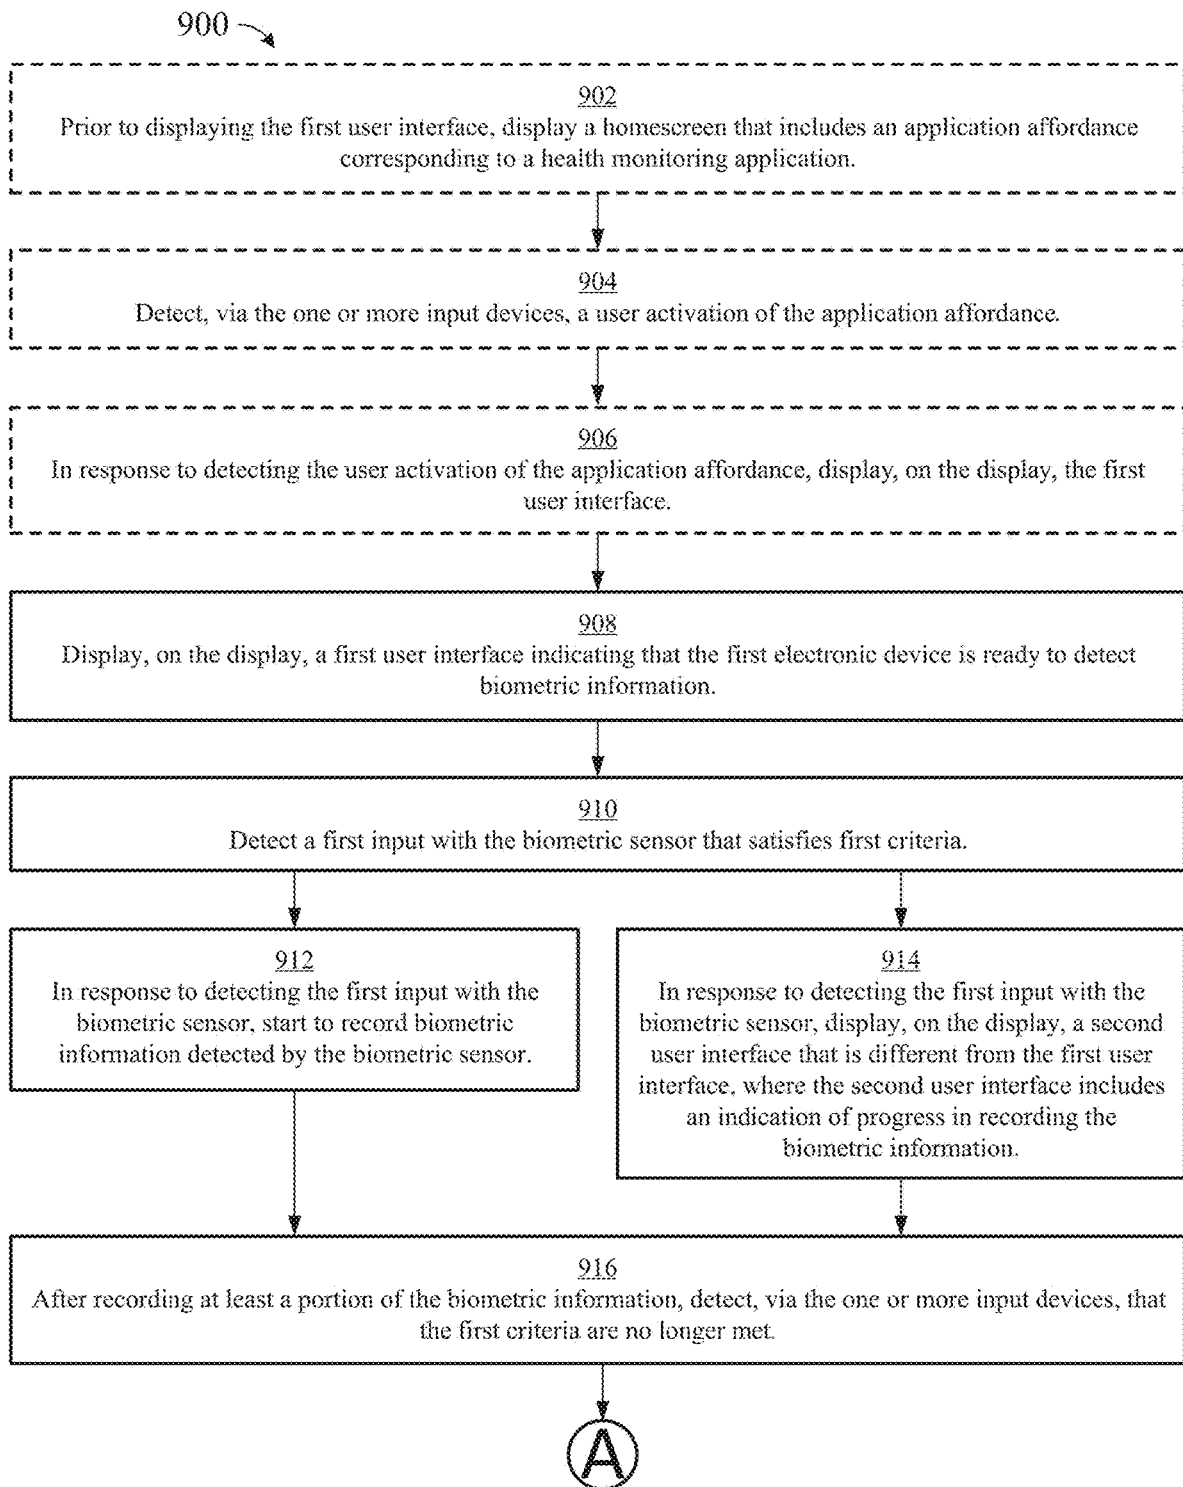 900
902
Prior to displaying the first user interface, display a homescreen that includes an application affordance
corresponding to a health monitoring application.
904
Detect, via the one or more input devices, a user activation of the application affordance.
906
In response to detecting the user activation of the application affordance, display, on the display, the first
user interface.
908
Display, on the display, a first user interface indicating that the first electronic device is ready to detect
biometric information.
910
Detect a first input with the biometric sensor that satisfies first criteria.
912
In response to detecting the first input with the
biometric sensor, start to record biometric
information detected by the biometric sensor.
914
In response to detecting the first input with the
biometric sensor, display, on the display, a second
user interface that is different from the first user
interface, where the second user interface includes
an indication of progress in recording the
biometric information.
916
After recording at least a portion of the biometric information, detect, via the one or more input devices, that
the first criteria are no longer met.
A